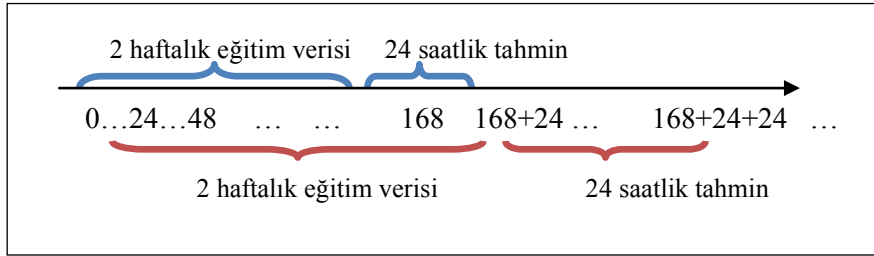 2 haftalık eğitim verisi 24 saatlik tahmin
0…24…48 … … 168 168+24 … 168+24+24 …
2 haftalık eğitim verisi 24 saatlik tahmin